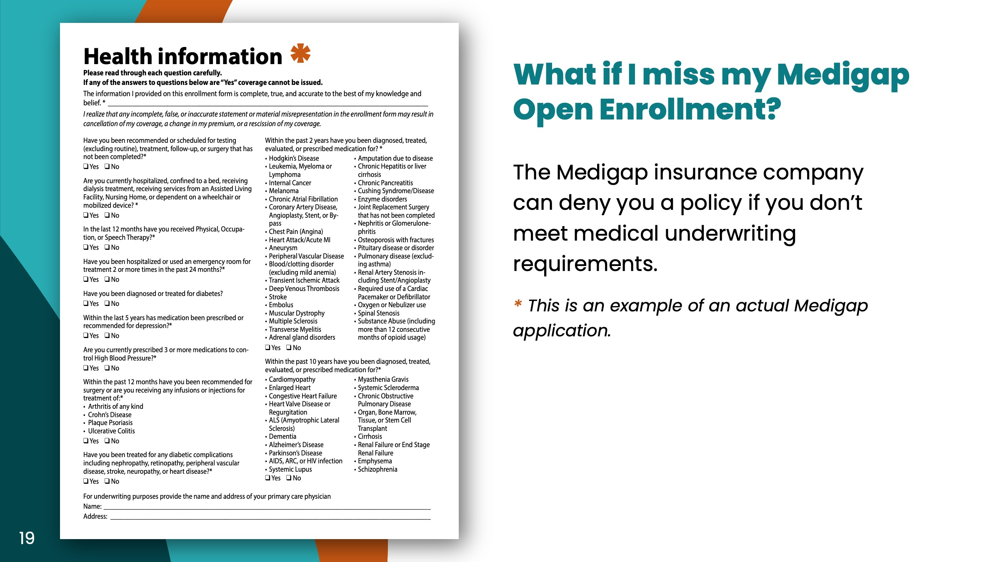 Health information *
Please read through each question carefully.
If any of the answers to questions below are “Yes” coverage cannot be issued.
The information I provided on this enrollment form is complete, true, and accurate to the best of my knowledge and
belief. *
I realize that any incomplete, false, or inaccurate statement or material misrepresentation in the enrollment form may result in
cancellation of my coverage, a change in my premium, or a rescission of my coverage.
Have you been recommended or scheduled for testing
(excluding routine), treatment, follow-up, or surgery that has
not been completed?*
❑ Yes ❑ No
Are you currently hospitalized, confined to a bed, receiving
dialysis treatment, receiving services from an Assisted Living
Facility, Nursing Home, or dependent on a wheelchair or
mobilized device? *
❑ Yes ❑ No
In the last 12 months have you received Physical, Occupa-
tion, or Speech Therapy?*
❑ Yes ❑ No
Have you been hospitalized or used an emergency room for
treatment 2 or more times in the past 24 months?*
❑ Yes ❑ No
Have you been diagnosed or treated for diabetes?
❑ Yes ❑ No
Within the last 5 years has medication been prescribed or
recommended for depression?*
❑ Yes ❑ No
Are you currently prescribed 3 or more medications to con-
trol High Blood Pressure?*
❑ Yes ❑ No
Within the past 12 months have you been recommended for
surgery or are you receiving any infusions or injections for
treatment of:*
• Arthritis of any kind
• Crohn’s Disease
• Plaque Psoriasis
• Ulcerative Colitis
❑ Yes ❑ No
Have you been treated for any diabetic complications
including nephropathy, retinopathy, peripheral vascular
disease, stroke, neuropathy, or heart disease?*
❑ Yes ❑ No
Within the past 2 years have you been diagnosed, treated,
evaluated, or prescribed medication for? *
• Hodgkin’s Disease
• Leukemia, Myeloma or
Lymphoma
• Internal Cancer
• Melanoma
• Chronic Atrial Fibrillation
• Coronary Artery Disease,
Angioplasty, Stent, or By-
pass
• Chest Pain (Angina)
• Heart Attack/Acute MI
• Aneurysm
• Peripheral Vascular Disease
• Blood/clotting disorder
(excluding mild anemia)
• Transient Ischemic Attack
• Deep Venous Thrombosis
• Stroke
• Embolus
• Muscular Dystrophy
• Multiple Sclerosis
• Transverse Myelitis
• Adrenal gland disorders
• Amputation due to disease
• Chronic Hepatitis or liver
cirrhosis
• Chronic Pancreatitis
• Cushing Syndrome/Disease
• Enzyme disorders
• Joint Replacement Surgery
that has not been completed
• Nephritis or Glomerulone-
phritis
• Osteoporosis with fractures
• Pituitary disease or disorder
• Pulmonary disease (exclud-
ing asthma)
• Renal Artery Stenosis in-
cluding Stent/Angioplasty
• Required use of a Cardiac
Pacemaker or Defibrillator
• Oxygen or Nebulizer use
• Spinal Stenosis
• Substance Abuse (including
more than 12 consecutive
months of opioid usage)
❑ Yes ❑ No
Within the past 10 years have you been diagnosed, treated,
evaluated, or prescribed medication for?*
• Cardiomyopathy
• Enlarged Heart
• Congestive Heart Failure
• Heart Valve Disease or
Regurgitation
• ALS (Amyotrophic Lateral
Sclerosis)
• Dementia
• Alzheimer’s Disease
• Parkinson’s Disease
• AIDS, ARC, or HIV infection
• Systemic Lupus
• Myasthenia Gravis
• Systemic Scleroderma
• Chronic Obstructive
Pulmonary Disease
• Organ, Bone Marrow,
Tissue, or Stem Cell
Transplant
• Cirrhosis
• Renal Failure or End Stage
Renal Failure
• Emphysema
• Schizophrenia
❑ Yes ❑ No
For underwriting purposes provide the name and address of your primary care physician
Name:
Address:
19
What if I miss my Medigap
Open Enrollment?
The Medigap insurance company
can deny you a policy if you don’t
meet medical underwriting
requirements.
* This is an example of an actual Medigap
application.